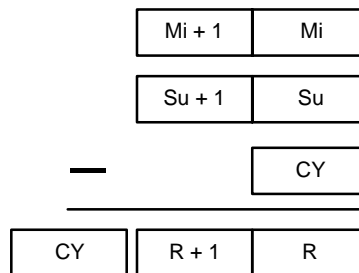 Mi + 1 Mi
Su + 1 Su
— CY
CY R + 1 R